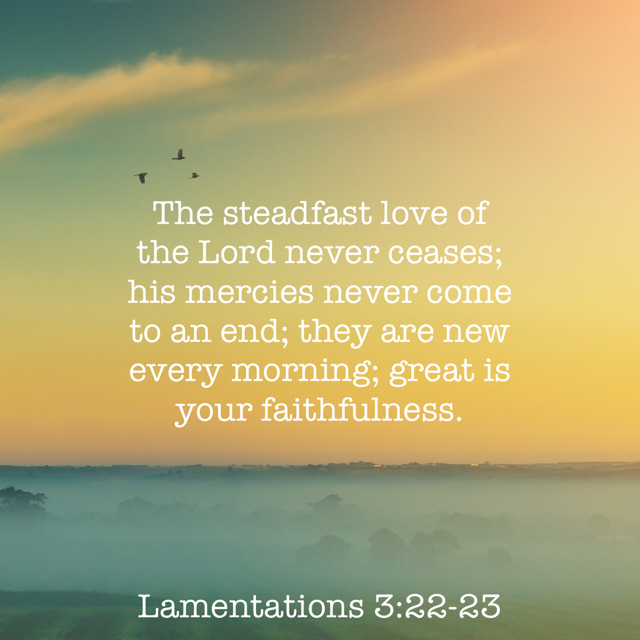 The steadfast love of
the Lord never ceases;
his mercies never come
to an end; they are new
every morning; great is
your faithfulness.
Lamentations 3:22-23